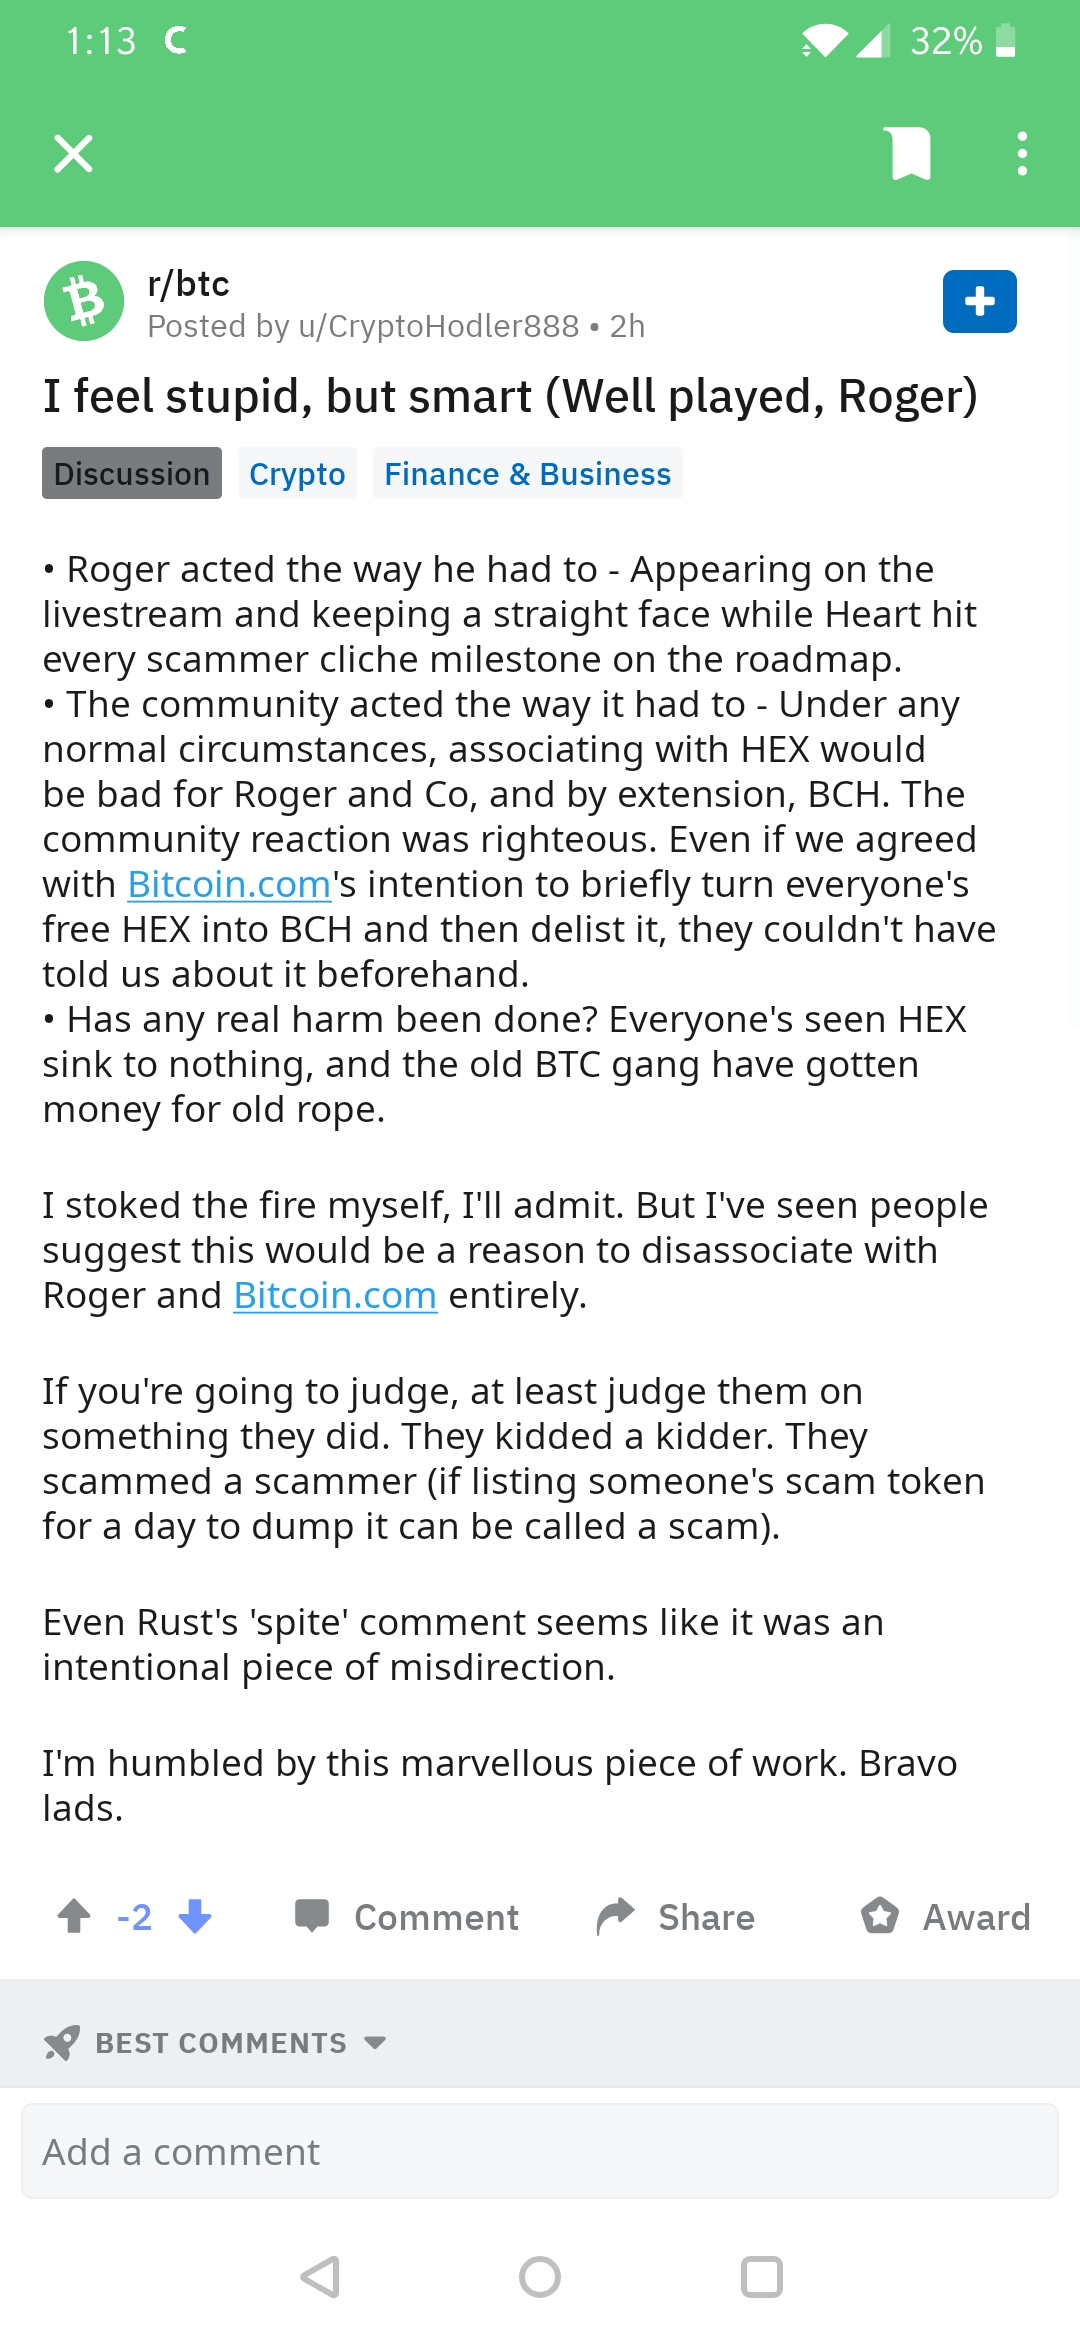 1:13
32%
r/btc
Posted by u/CryptoHodler888 • 2h
I feel stupid, but smart (Well played, Roger)
Discussion Crypto Finance & Business
• Roger acted the way he had to - Appearing on the
livestream and keeping a straight face while Heart hit
every scammer cliche milestone on the roadmap.
• The community acted the way it had to - Under any
normal circumstances, associating with HEX would
be bad for Roger and Co, and by extension, BCH. The
community reaction was righteous. Even if we agreed
with Bitcoin.com's intention to briefly turn everyone's
free HEX into BCH and then delist it, they couldn't have
told us about it beforehand.
• Has any real harm been done? Everyone's seen HEX
sink to nothing, and the old BTC gang have gotten
money for old rope.
I stoked the fire myself, I'll admit. But I've seen people
suggest this would be a reason to disassociate with
Roger and Bitcoin.com entirely.
If you're going to judge, at least judge them on
something they did. They kidded a kidder. They
scammed a scammer (if listing someone's scam token
for a day to dump it can be called a scam).
Even Rust's 'spite' comment seems like it was an
intentional piece of misdirection.
I'm humbled by this marvellous piece of work. Bravo
lads.
-2 Comment Share Award
BEST COMMENTS
Add a comment